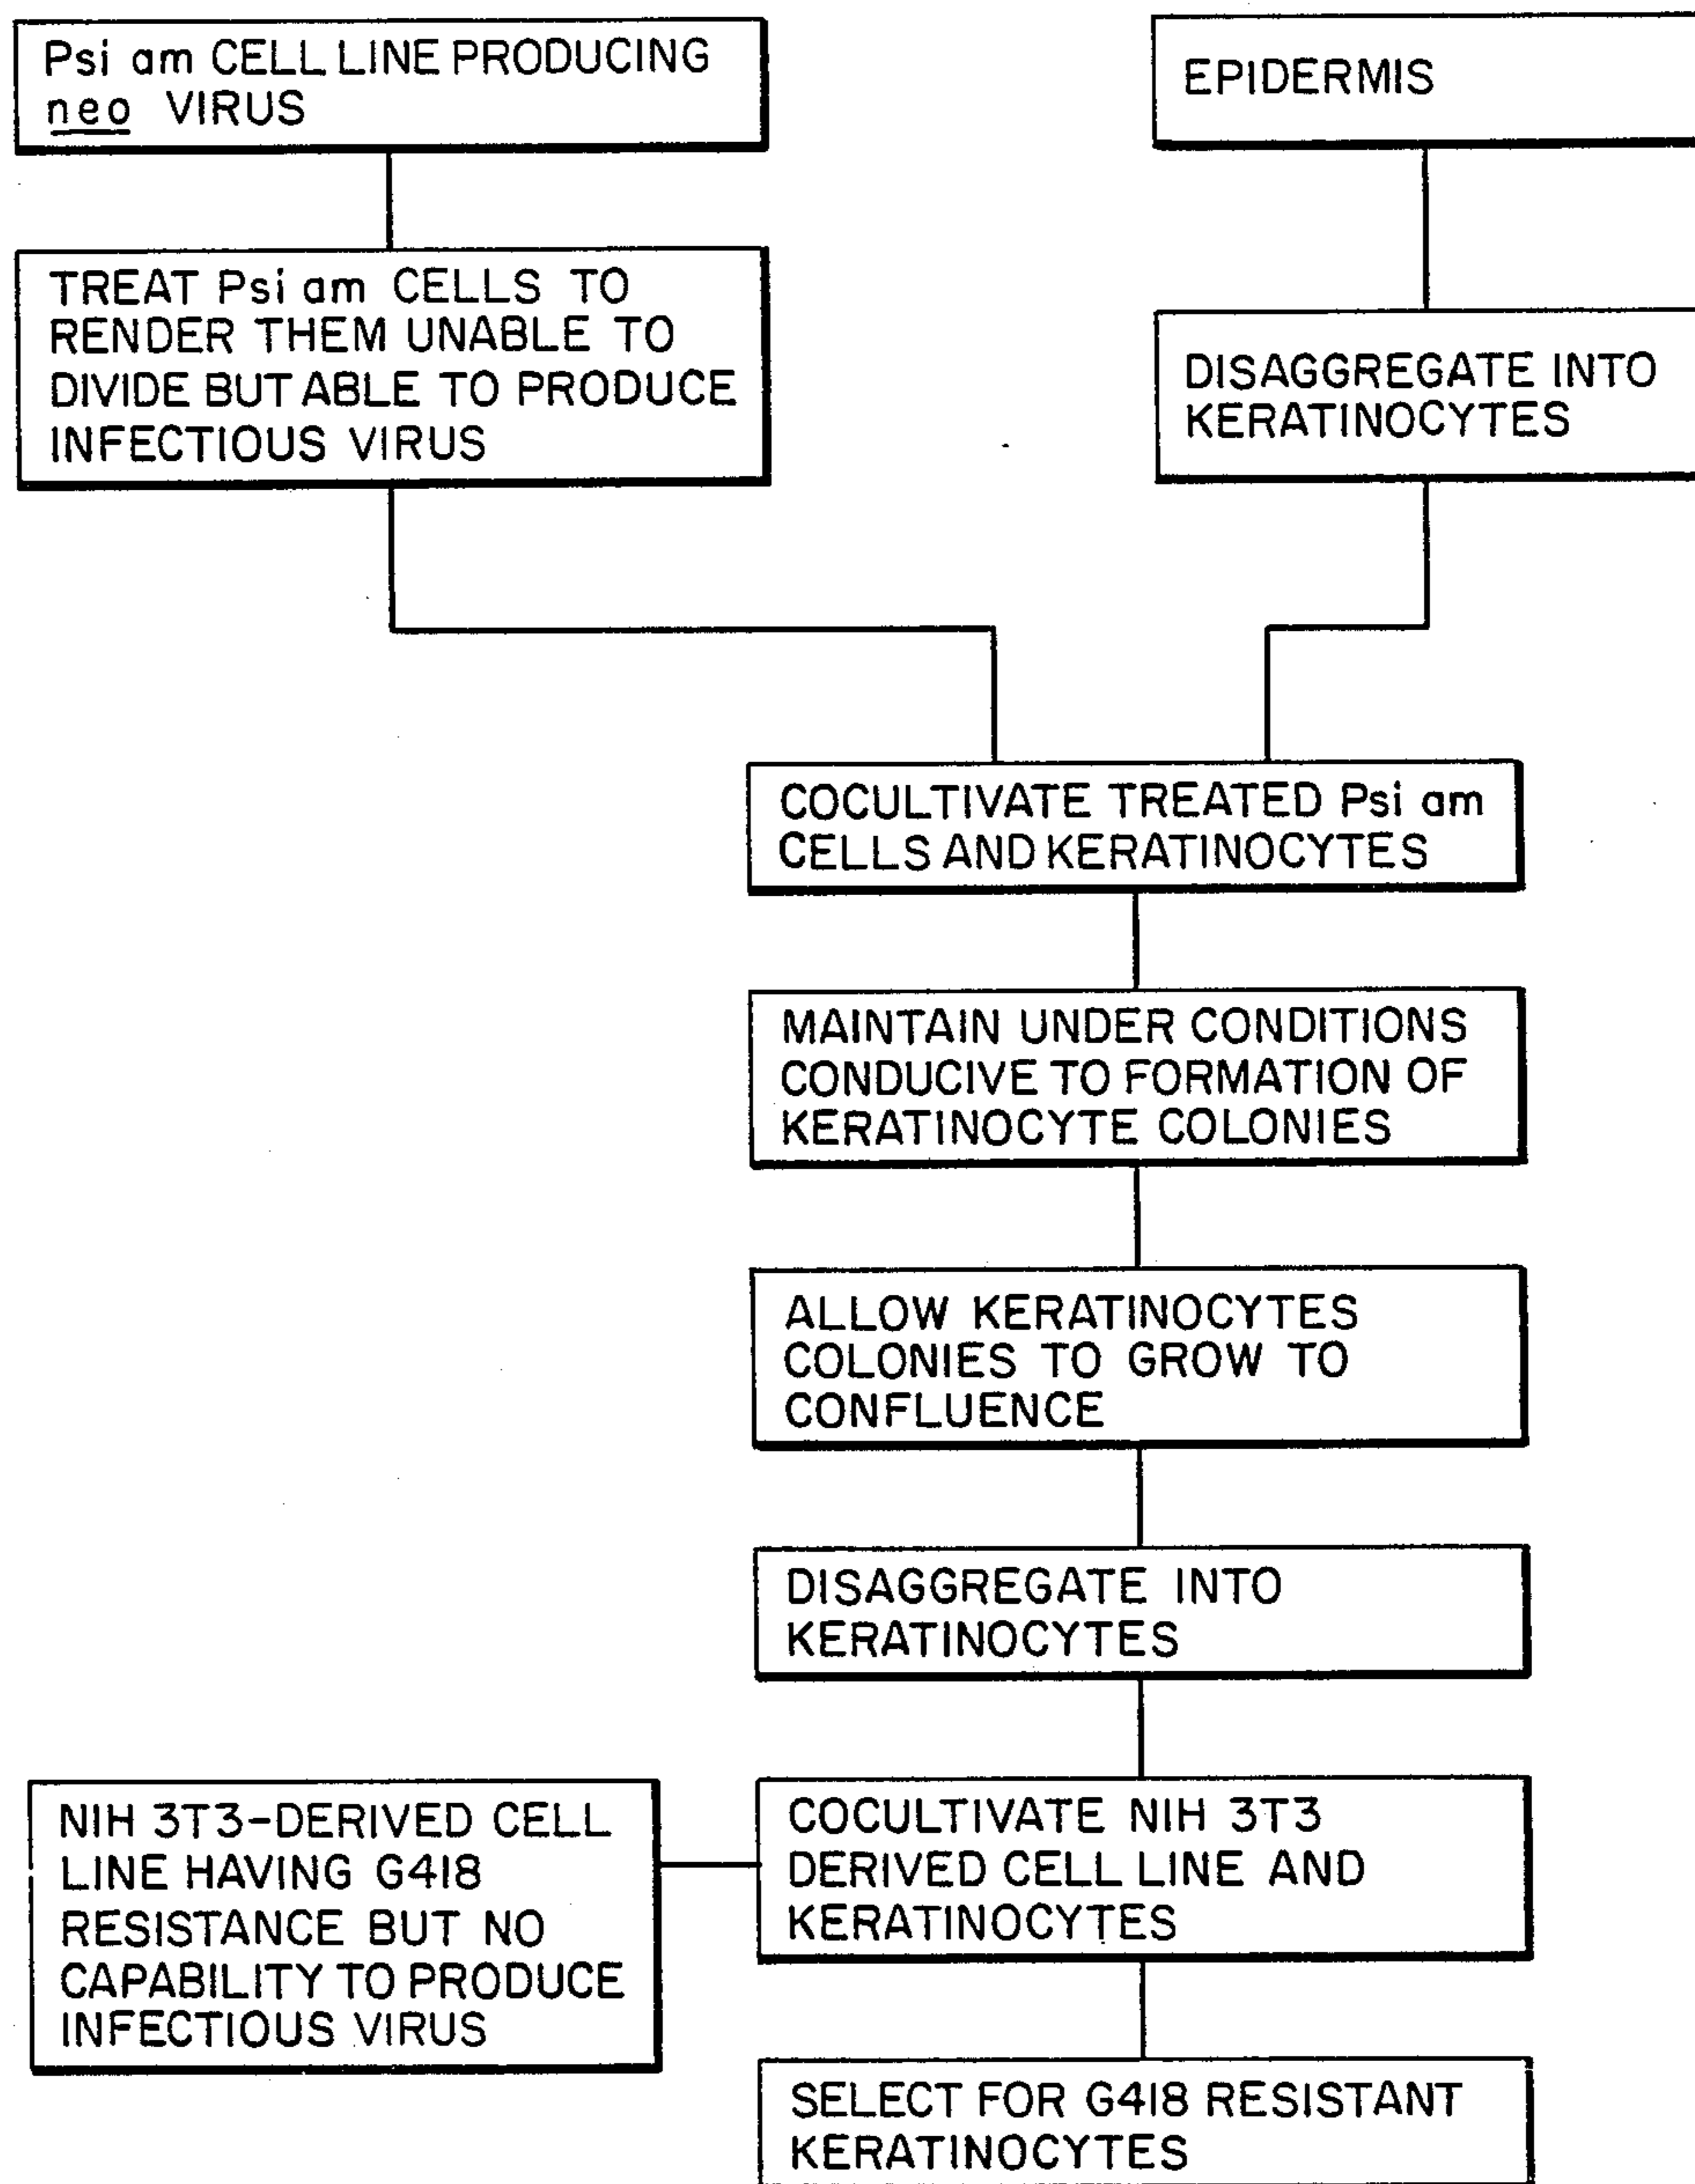 Psi am CELL LINE PRODUCING
neo VIRUS
EPIDERMIS
TREAT Psi am CELLS TO
RENDER THEM UNABLE TO
DIVIDE BUT ABLE TO PRODUCE
INFECTIOUS VIRUS
DISAGGREGATE INTO
KERATINOCYTES
COCULTIVATE TREATED Psi am
CELLS AND KERATINOCYTES
MAINTAIN UNDER CONDITIONS
CONDUCIVE TO FORMATION OF
KERATINOCYTE COLONIES
ALLOW KERATINOCYTES
COLONIES TO GROW TO
CONFLUENCE
DISAGGREGATE INTO
KERATINOCYTES
NIH 3T3-DERIVED CELL
LINE HAVING G418
RESISTANCE BUT NO
CAPABILITY TO PRODUCE
INFECTIOUS VIRUS
COCULTIVATE NIH 3T3
DERIVED CELL LINE AND
KERATINOCYTES
SELECT FOR G418 RESISTANT
KERATINOCYTES